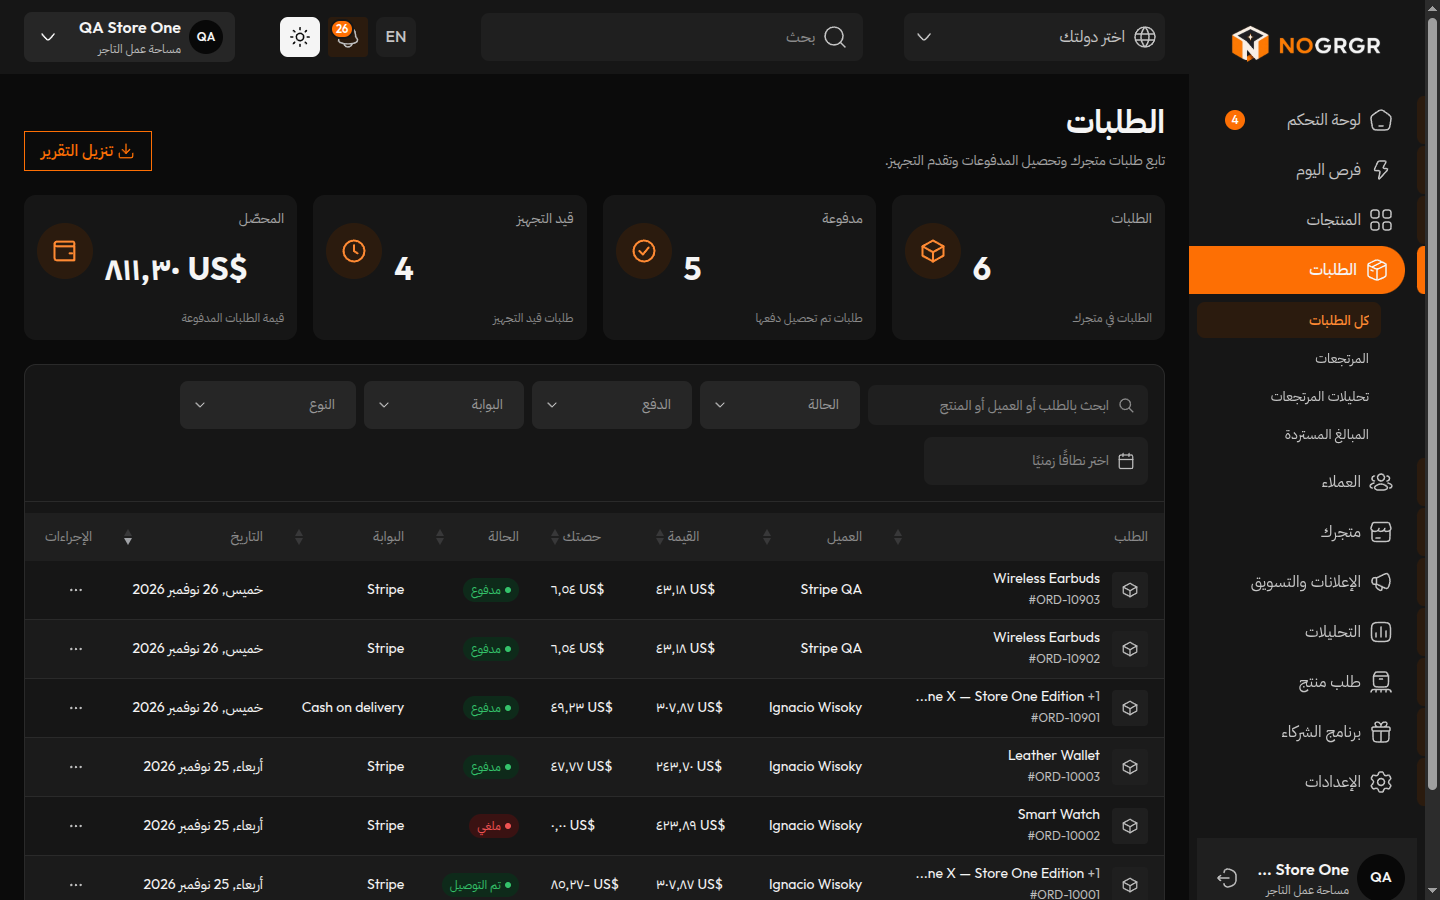 NOGRGR
اختر دولتك
بحث
EN
26
QA Store One
مساحة عمل التاجر
QA
لوحة التحكم
4
فرص اليوم
المنتجات
الطلبات
كل الطلبات
المرتجعات
تحليلات المرتجعات
المبالغ المستردة
العملاء
متجرك
الإعلانات والتسويق
التحليلات
طلب منتج
برنامج الشركاء
الإعدادات
QA
Store One ...
مساحة عمل التاجر
الطلبات
تابع طلبات متجرك وتحصيل المدفوعات وتقدم التجهيز.
تنزيل التقرير
الطلبات
6
الطلبات في متجرك
مدفوعة
5
طلبات تم تحصيل دفعها
قيد التجهيز
4
طلبات قيد التجهيز
المحصّل
٨١١,٣٠ US$
قيمة الطلبات المدفوعة
ابحث بالطلب أو العميل أو المنتج
الحالة
الدفع
البوابة
النوع
اختر نطاقًا زمنيًا
الطلب العميل القيمة حصتك الحالة البوابة التاريخ الإجراءات
Wireless Earbuds
#ORD-10903
Stripe QA
٤٣,١٨ US$
٦,٥٤ US$
مدفوع
Stripe
خميس, 26 نوفمبر 2026
Wireless Earbuds
#ORD-10902
Stripe QA
٤٣,١٨ US$
٦,٥٤ US$
مدفوع
Stripe
خميس, 26 نوفمبر 2026
...ne X — Store One Edition +1
#ORD-10901
Ignacio Wisoky
٣٠٧,٨٧ US$
٤٩,٢٣ US$
مدفوع
Cash on delivery
خميس, 26 نوفمبر 2026
Leather Wallet
#ORD-10003
Ignacio Wisoky
٢٤٣,٧٠ US$
٤٧,٧٧ US$
مدفوع
Stripe
أربعاء, 25 نوفمبر 2026
Smart Watch
#ORD-10002
Ignacio Wisoky
٤٢٣,٨٩ US$
٠,٠٠ US$
ملغي
Stripe
أربعاء, 25 نوفمبر 2026
...ne X — Store One Edition +1
#ORD-10001
Ignacio Wisoky
٣٠٧,٨٧ US$
٨٥,٢٧- US$
تم التوصيل
Stripe
أربعاء, 25 نوفمبر 2026